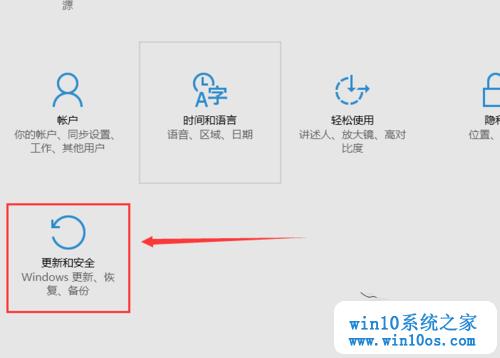 源
帐户
你的帐户、同步设置、
工作、其他用户
时间和语言
语音、区域、日期
轻松使用
讲述人、放大镜、高对
比度
隐私
位置、
更新和安全
Windows 更新、恢
复、备份
win10系统之家
www.win10os.com